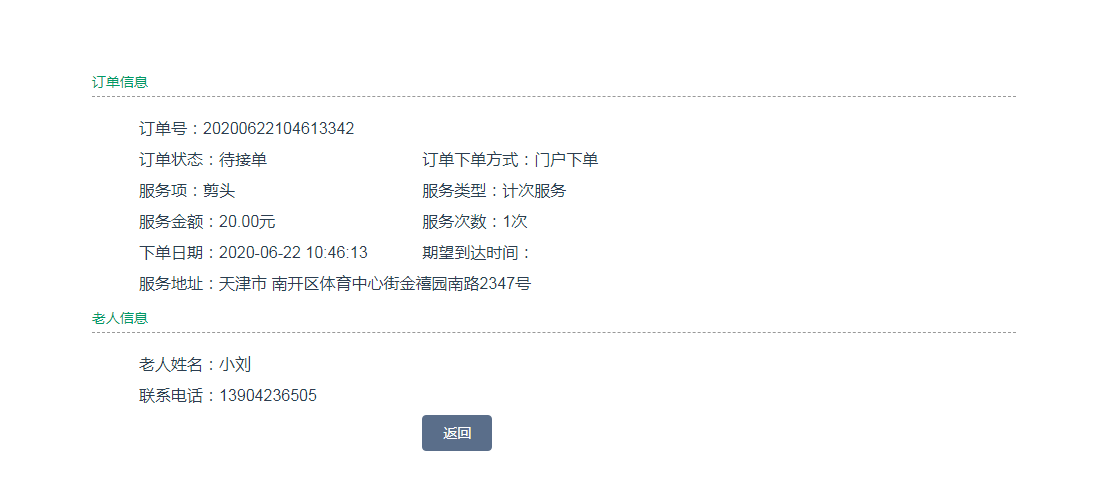 订单信息
订单号：20200622104613342
订单状态：待接单 订单下单方式：门户下单
服务项：剪头 服务类型：计次服务
服务金额：20.00元 服务次数：1次
下单日期：2020-06-22 10:46:13 期望到达时间：
服务地址：天津市 南开区体育中心街金禧园南路2347号
老人信息
老人姓名：小刘
联系电话：13904236505
返回